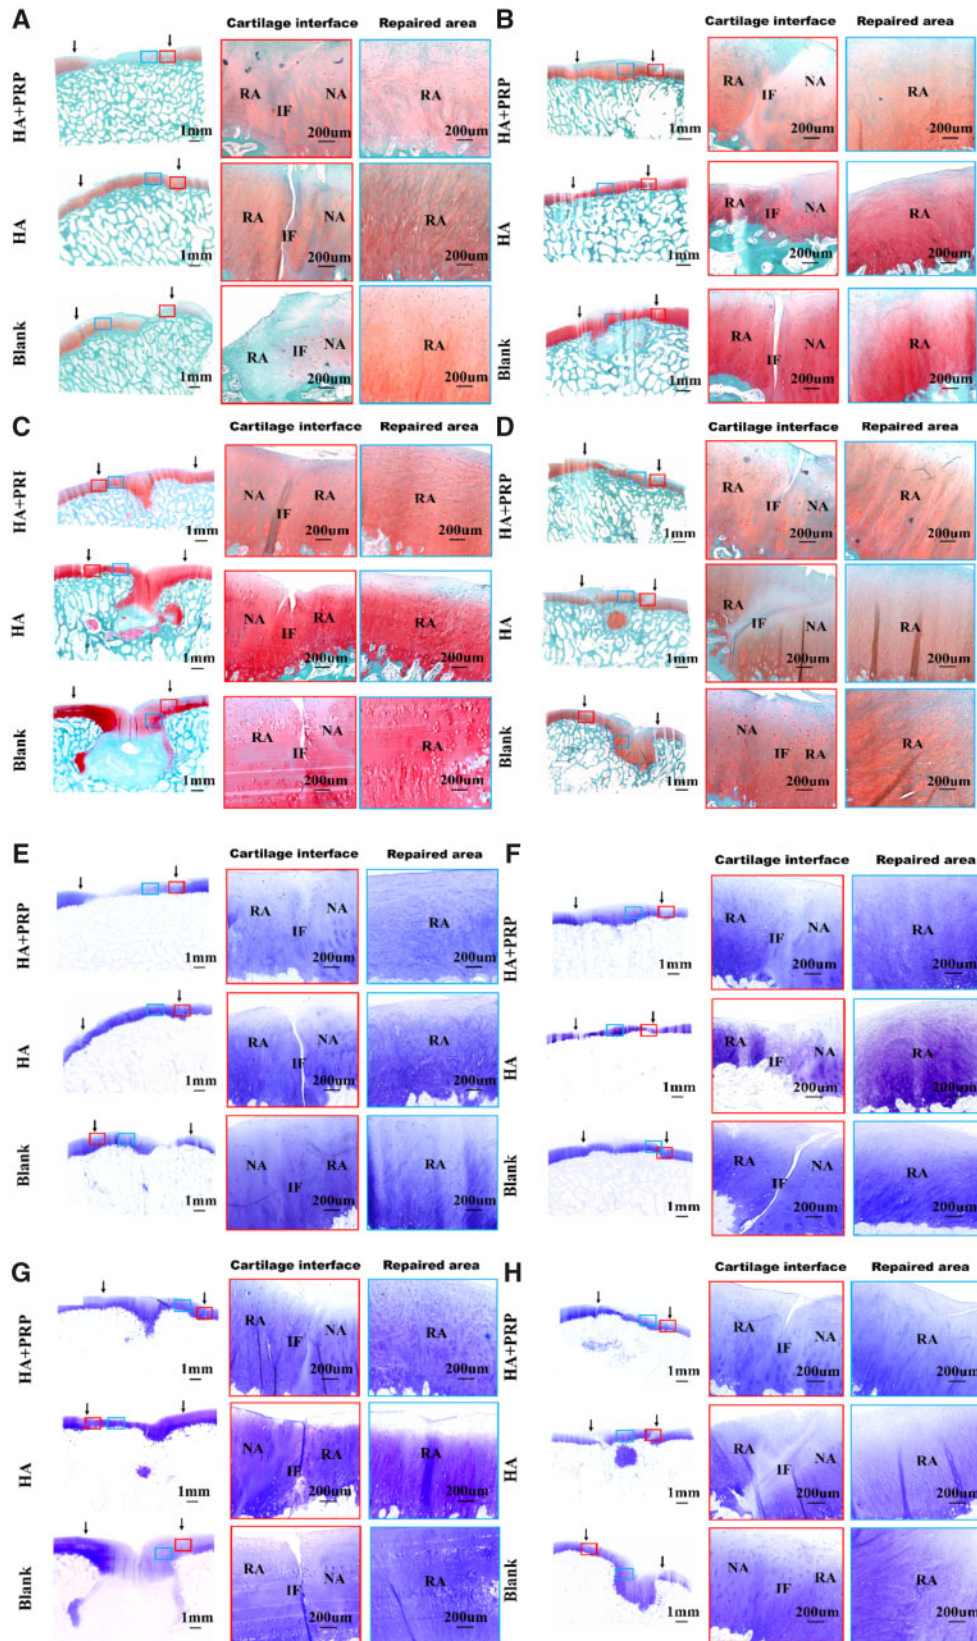 A
Cartilage interface Repaired area
HA+PRP
1mm
RA IF NA 200um
RA 200um
HA
1mm
RA IF NA 200um
RA 200um
Blank
1mm
RA IF NA 200um
RA 200um
B
Cartilage interface Repaired area
HA+PRP
1mm
RA IF NA 200um
RA 200um
HA
1mm
RA IF NA 200um
RA 200um
Blank
1mm
RA IF NA 200um
RA 200um
C
Cartilage interface Repaired area
HA+PRI
1mm
NA IF RA 200um
RA 200um
HA
1mm
NA IF RA 200um
RA 200um
Blank
1mm
RA IF NA 200um
RA 200um
D
Cartilage interface Repaired area
HA+PRP
1mm
RA IF NA 200um
RA 200um
HA
1mm
RA IF NA 200um
RA 200um
Blank
1mm
NA IF RA 200um
RA 200um
E
Cartilage interface Repaired area
HA+PRP
1mm
RA IF NA 200um
RA 200um
HA
1mm
RA IF NA 200um
RA 200um
Blank
1mm
NA IF RA 200um
RA 200um
F
Cartilage interface Repaired area
HA+PRP
1mm
RA IF NA 200um
RA 200um
HA
1mm
RA IF NA 200um
RA 200um
Blank
1mm
RA IF NA 200um
RA 200um
G
Cartilage interface Repaired area
HA+PRP
1mm
RA IF NA 200um
RA 200um
HA
1mm
NA IF RA 200um
RA 200um
Blank
1mm
RA IF NA 200um
RA 200um
H
Cartilage interface Repaired area
HA+PRP
1mm
RA IF NA 200um
RA 200um
HA
1mm
RA IF NA 200um
RA 200um
Blank
1mm
NA IF RA 200um
RA 200um